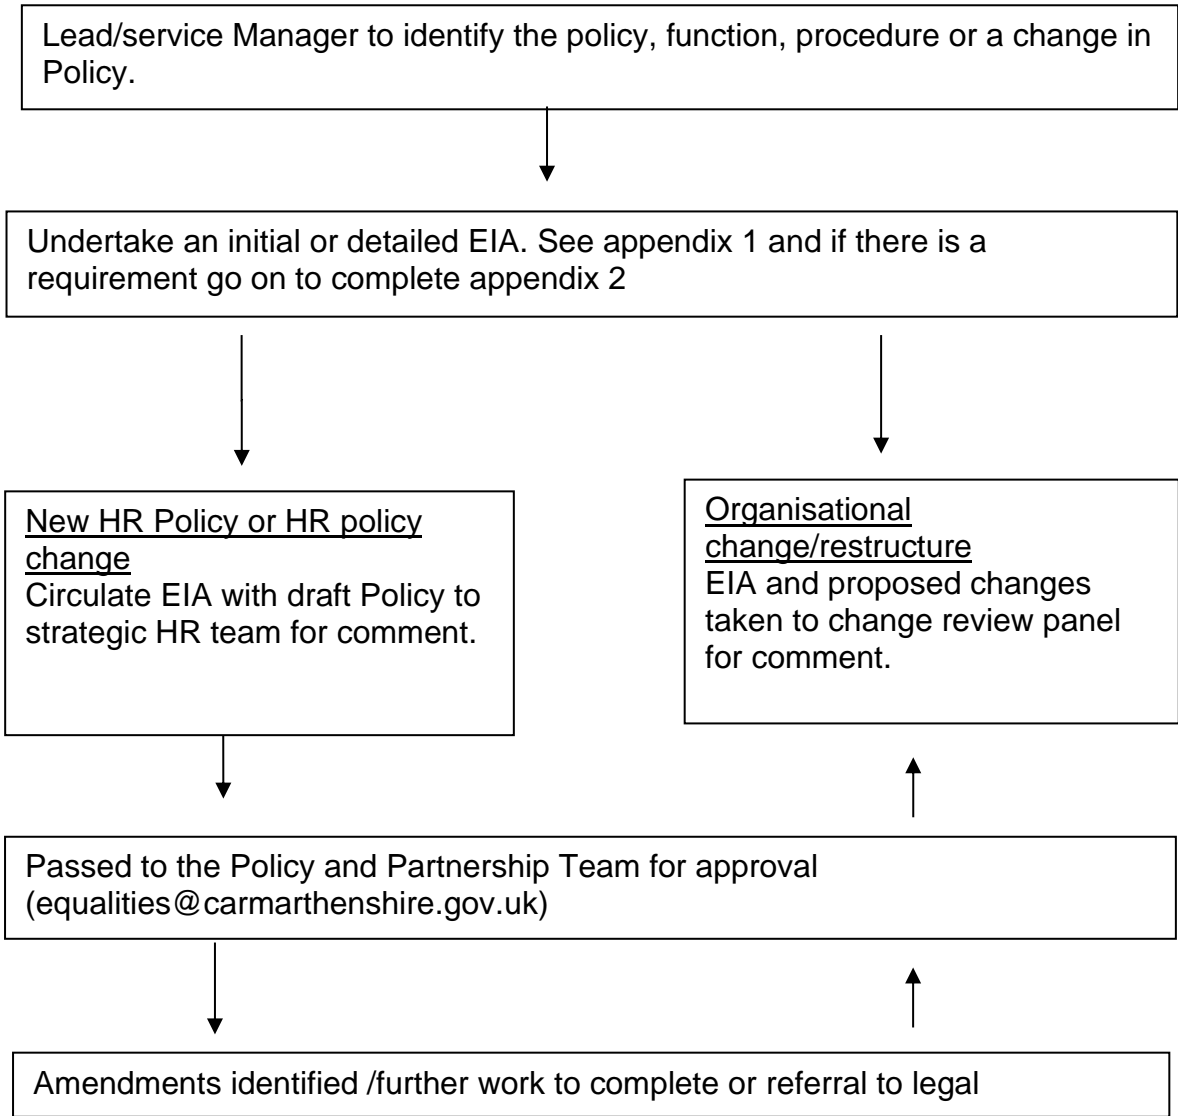 Lead/service Manager to identify the policy, function, procedure or a change in
Policy.
Undertake an initial or detailed EIA. See appendix 1 and if there is a
requirement go on to complete appendix 2
New HR Policy or HR policy
change
Circulate EIA with draft Policy to
strategic HR team for comment.
Organisational
change/restructure
EIA and proposed changes
taken to change review panel
for comment.
Passed to the Policy and Partnership Team for approval
(equalities@carmarthenshire.gov.uk)
Amendments identified /further work to complete or referral to legal